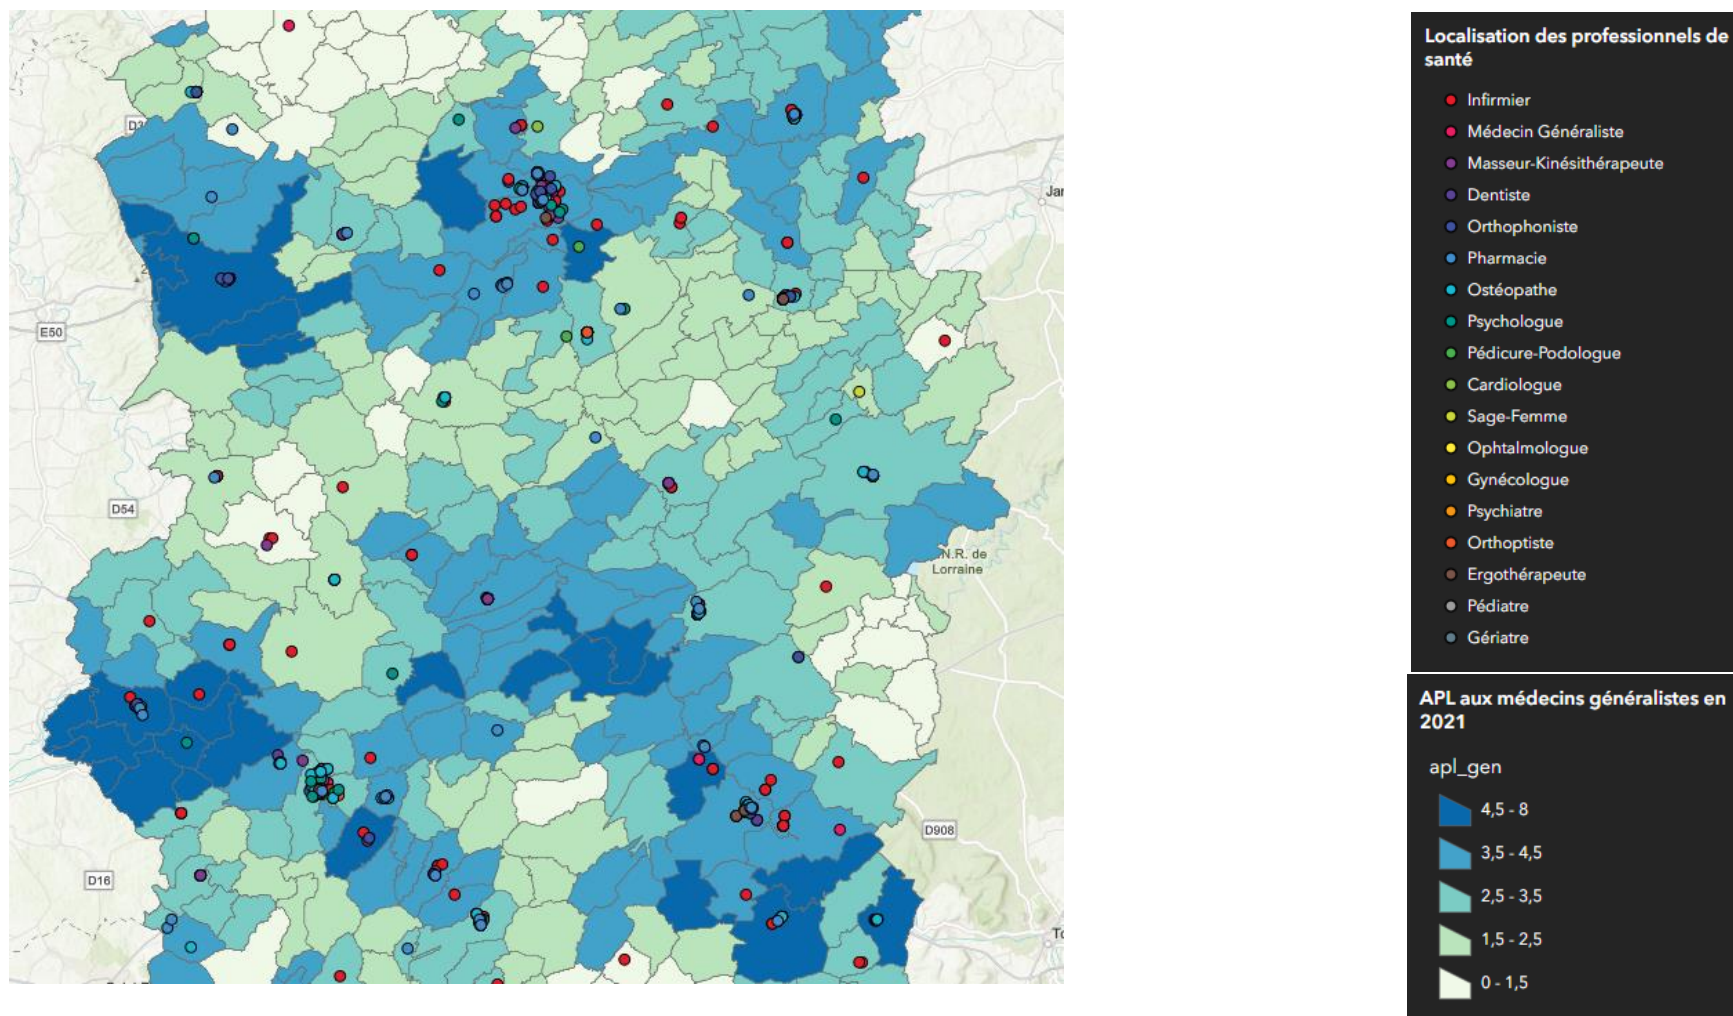 D3
Jar
2
E50
D54
N.R. de
Lorraine
D908
D16
To
Localisation des professionnels de
santé
Infirmier
Médecin Généraliste
Masseur-Kinésithérapeute
Dentiste
Orthophoniste
Pharmacie
Ostéopathe
Psychologue
Pédicure-Podologue
Cardiologue
Sage-Femme
Ophtalmologue
Gynécologue
Psychiatre
Orthoptiste
Ergothérapeute
Pédiatre
Gériatre
APL aux médecins généralistes en
2021
apl_gen
4,5 - 8
3,5 - 4,5
2,5 - 3,5
1,5 - 2,5
0 - 1,5